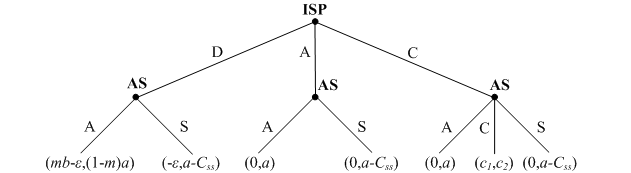 ISP
D A C
AS AS AS
A S A S A C S
(mb-ε,(1-m)a) (-ε,a-Css) (0,a) (0,a-Css) (0,a) (c1,c2) (0,a-Css)